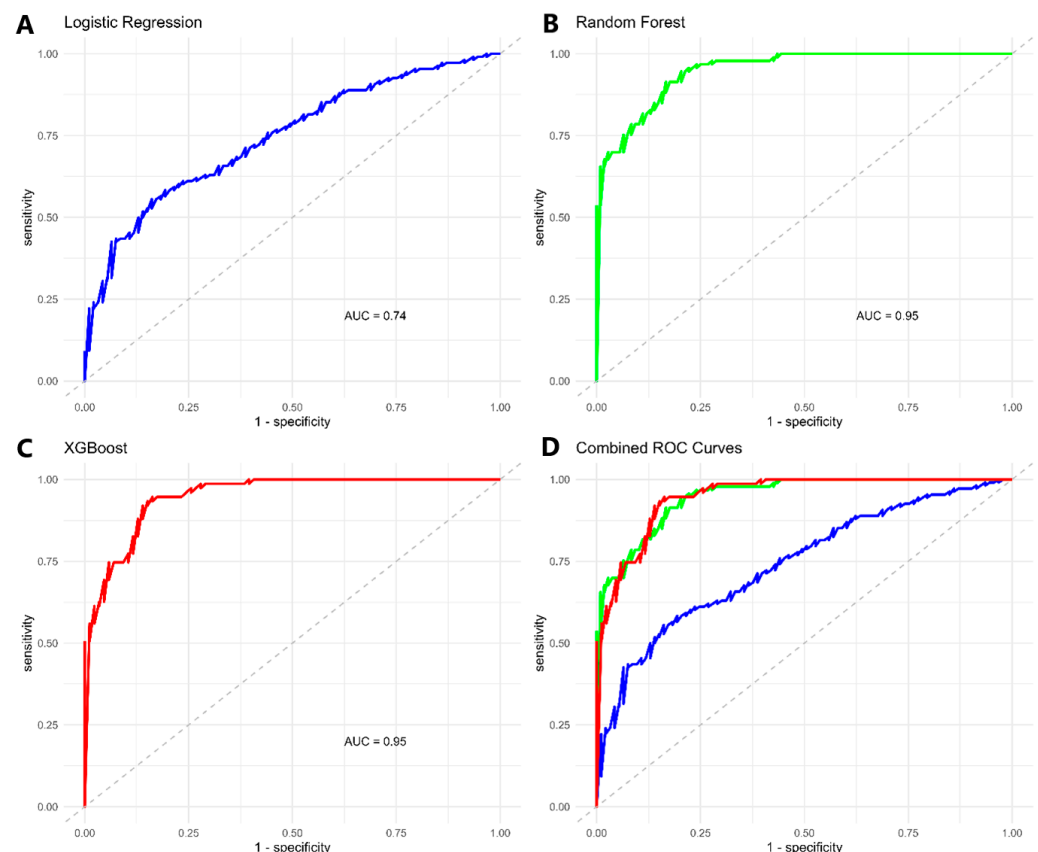 A Logistic Regression
1.00
0.75
0.50
0.25
0.00
sensitivity
AUC = 0.74
0.00 0.25 0.50 0.75 1.00
1 - specificity
B Random Forest
1.00
0.75
0.50
0.25
0.00
sensitivity
AUC = 0.95
0.00 0.25 0.50 0.75 1.00
1 - specificity
C XGBoost
1.00
0.75
0.50
0.25
0.00
sensitivity
AUC = 0.95
0.00 0.25 0.50 0.75 1.00
1 - specificity
D Combined ROC Curves
1.00
0.75
0.50
0.25
0.00
sensitivity
0.00 0.25 0.50 0.75 1.00
1 - specificity